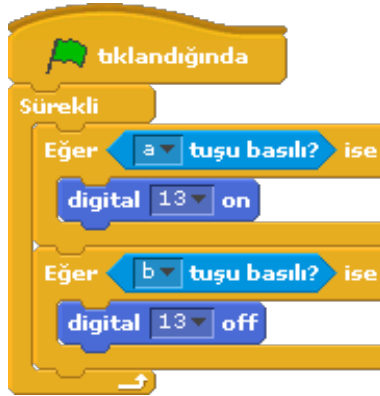 tıklandığında
Sürekli
Eğer a tuşu basılı? ise
digital 13 on
Eğer b tuşu basılı? ise
digital 13 off